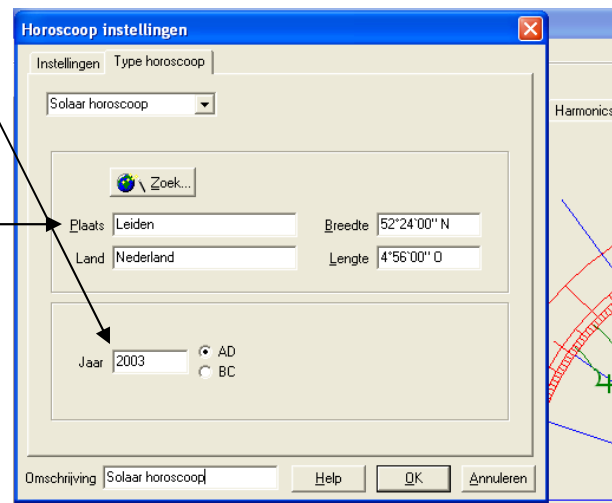 Horoscoop instellingen
Instellingen Type horoscoop
Solaar horoscoop
Harmonics
Zoek...
Plaats Leiden Breedte 52°24'00'' N
Land Nederland Lengte 4°56'00'' O
Jaar 2003 AD
BC
Omschrijving Solaar horoscoop Help OK Annuleren